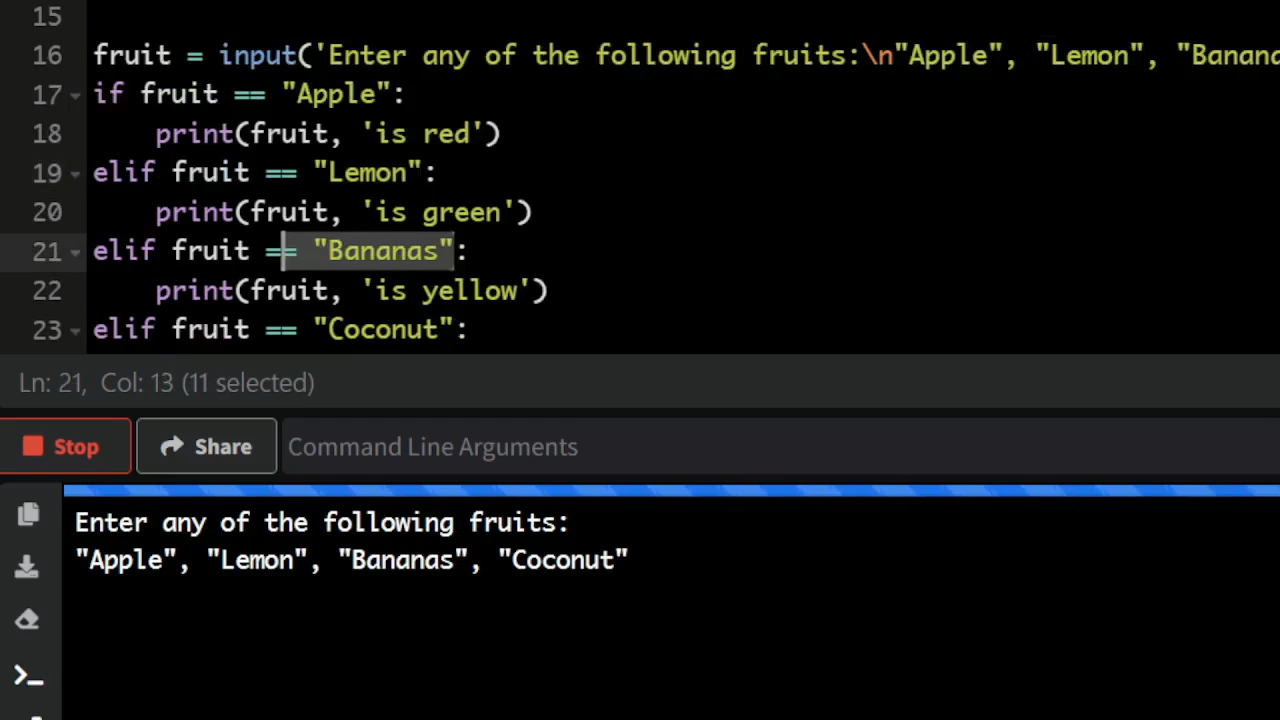 15
16 fruit = input('Enter any of the following fruits:\n"Apple", "Lemon", "Banana
17 if fruit == "Apple":
18 print(fruit, 'is red')
19 elif fruit == "Lemon":
20 print(fruit, 'is green')
21 elif fruit == "Bananas":
22 print(fruit, 'is yellow')
23 elif fruit == "Coconut":
Ln: 21, Col: 13 (11 selected)
Stop Share Command Line Arguments
Enter any of the following fruits:
"Apple", "Lemon", "Bananas", "Coconut"